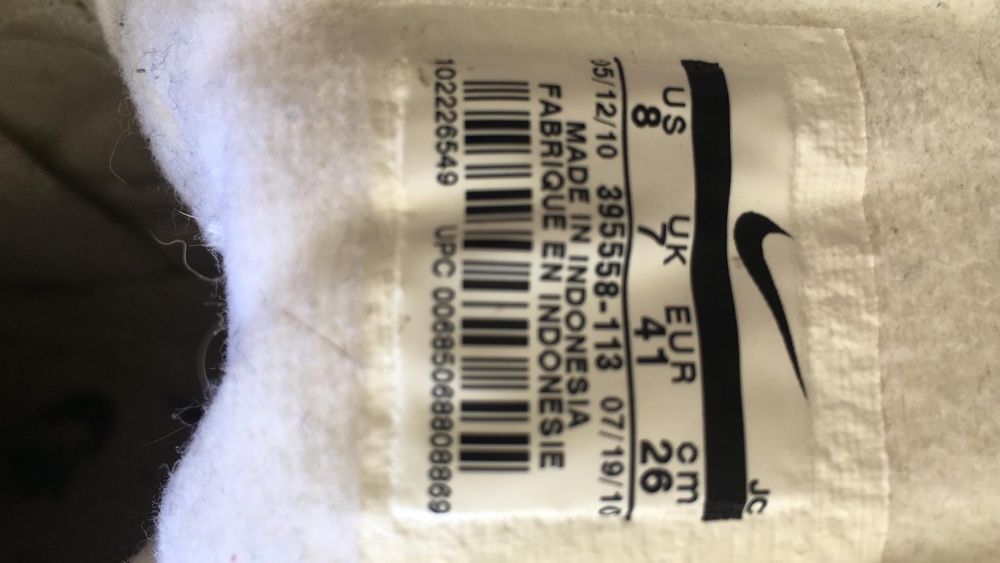 JC
US UK EUR cm
8 7 41 26
05/12/10 395558-113 07/19/10
MADE IN INDONESIA
FABRIQUE EN INDONESIE
102226549 UPC 00685068808869